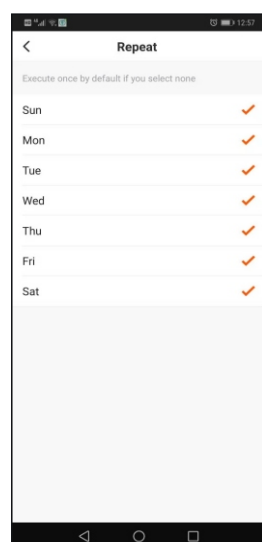 12:57
Repeat
Execute once by default if you select none
Sun
Mon
Tue
Wed
Thu
Fri
Sat